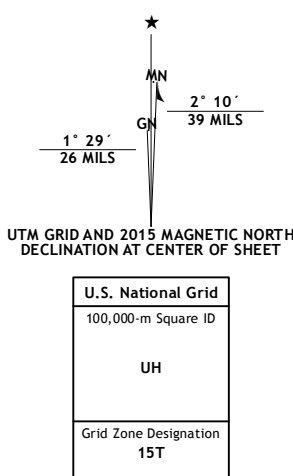 MN
2° 10´
39 MILS
GN
1° 29´
26 MILS
UTM GRID AND 2015 MAGNETIC NORTH
DECLINATION AT CENTER OF SHEET
U.S. National Grid
100,000-m Square ID
UH
Grid Zone Designation
15T